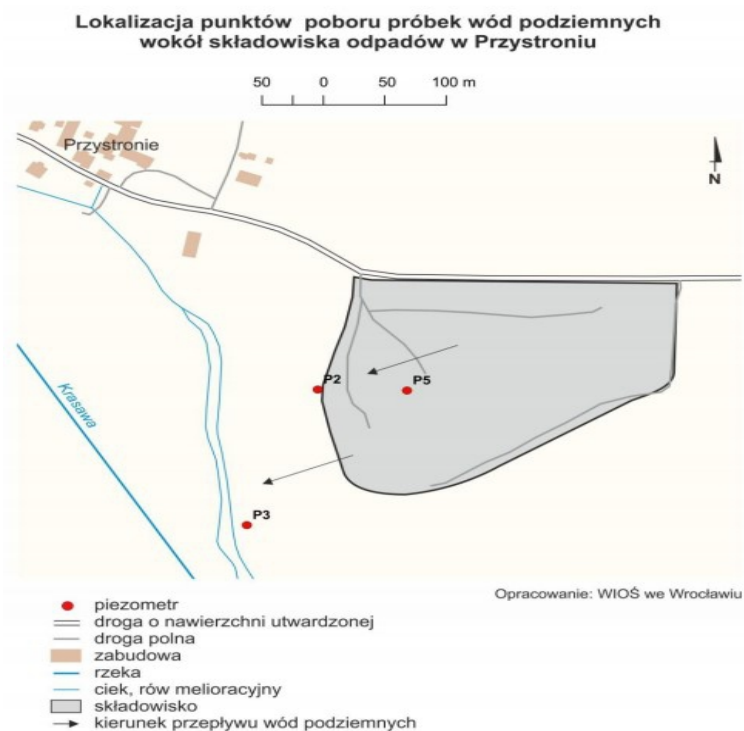 Lokalizacja punktów poboru próbek wód podziemnych
wokół składowiska odpadów w Przystroniu
50 0 50 100 m
Przystronie
N
P2
P5
Krasawa
P3
Opracowanie: WIOŚ we Wrocławiu
piezometr
droga o nawierzchni utwardzonej
droga polna
zabudowa
rzeka
ciek, rów melioracyjny
składowisko
kierunek przepływu wód podziemnych